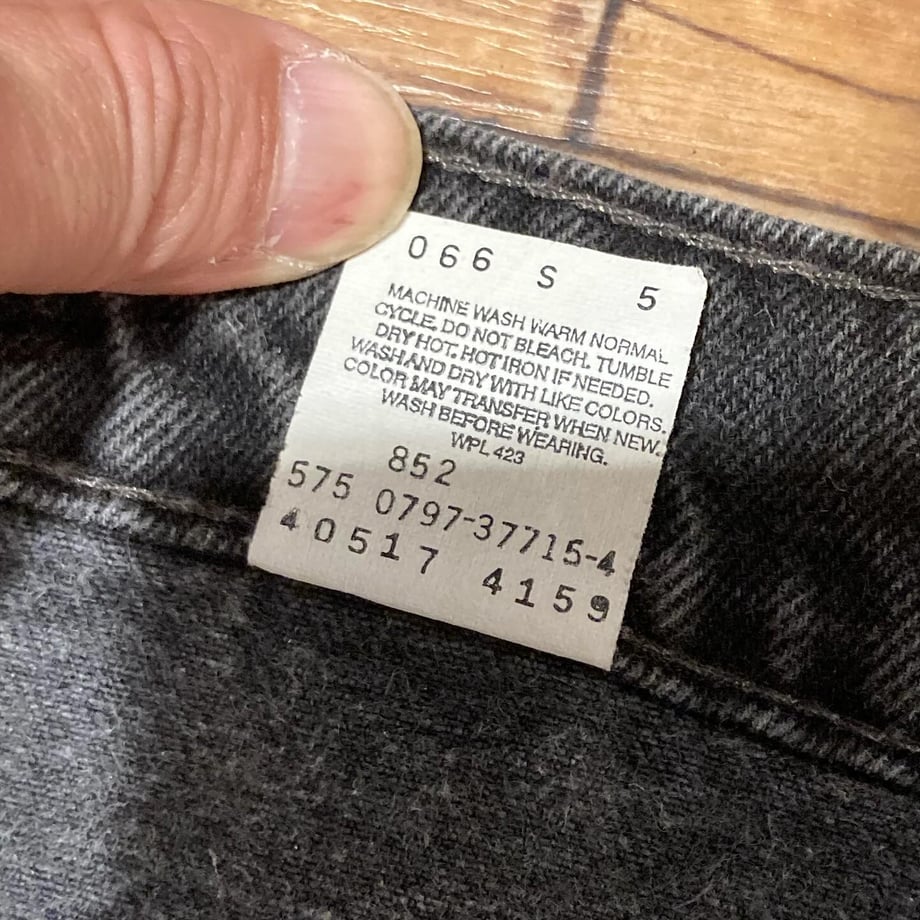 066 S 5
MACHINE WASH WARM NORMAL
CYCLE. DO NOT BLEACH. TUMBLE
DRY HOT. HOT IRON IF NEEDED.
WASH AND DRY WITH LIKE COLORS.
COLOR MAY TRANSFER WHEN NEW.
WASH BEFORE WEARING.
WPL 423
852
575 0797-37715-4
40517 4159